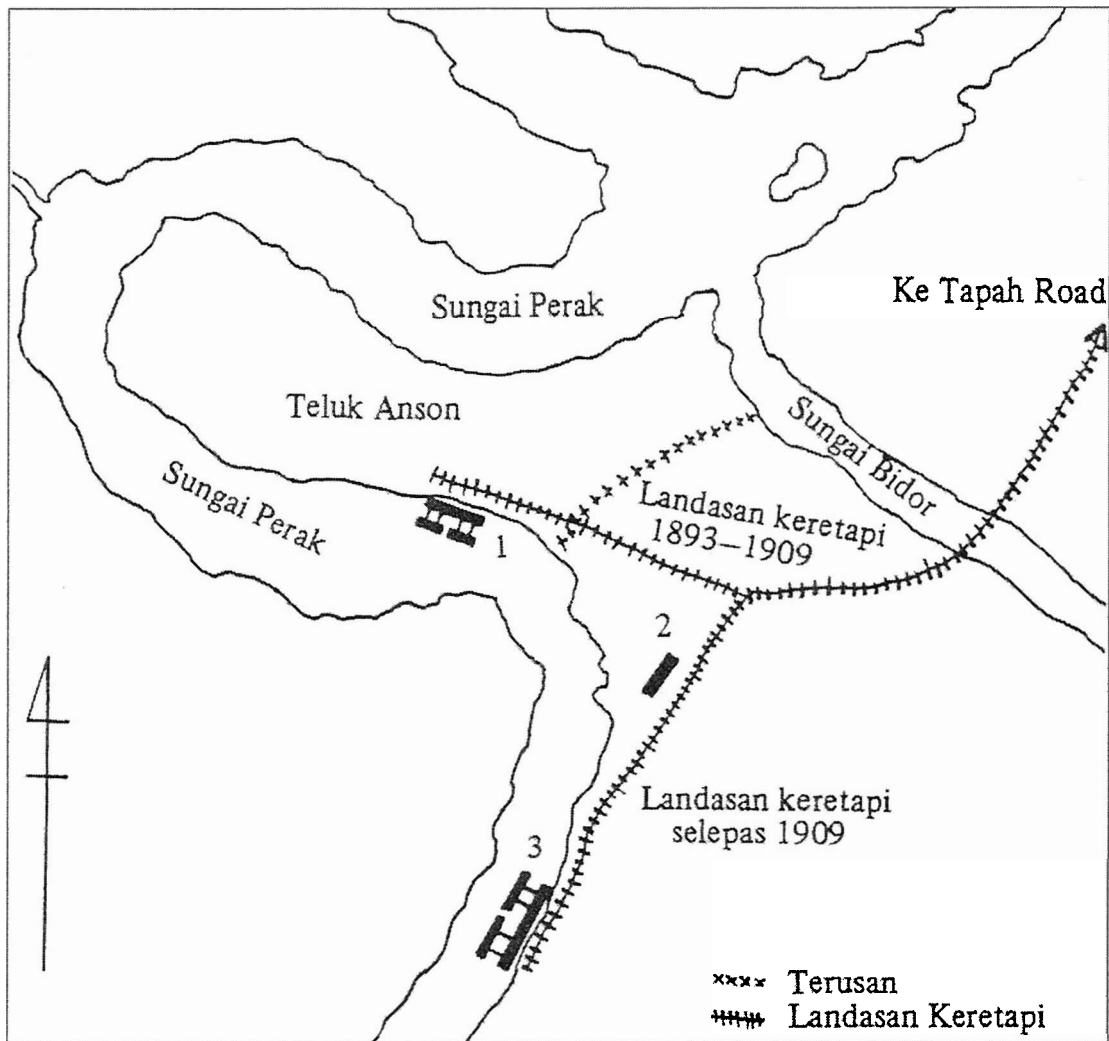 Ke Tapah Road
Sungai Perak
Teluk Anson
Sungai Bidor
Sungai Perak
Landasan keretapi
1893–1909
1
2
Landasan keretapi
selepas 1909
3
Terusan
Landasan Keretapi